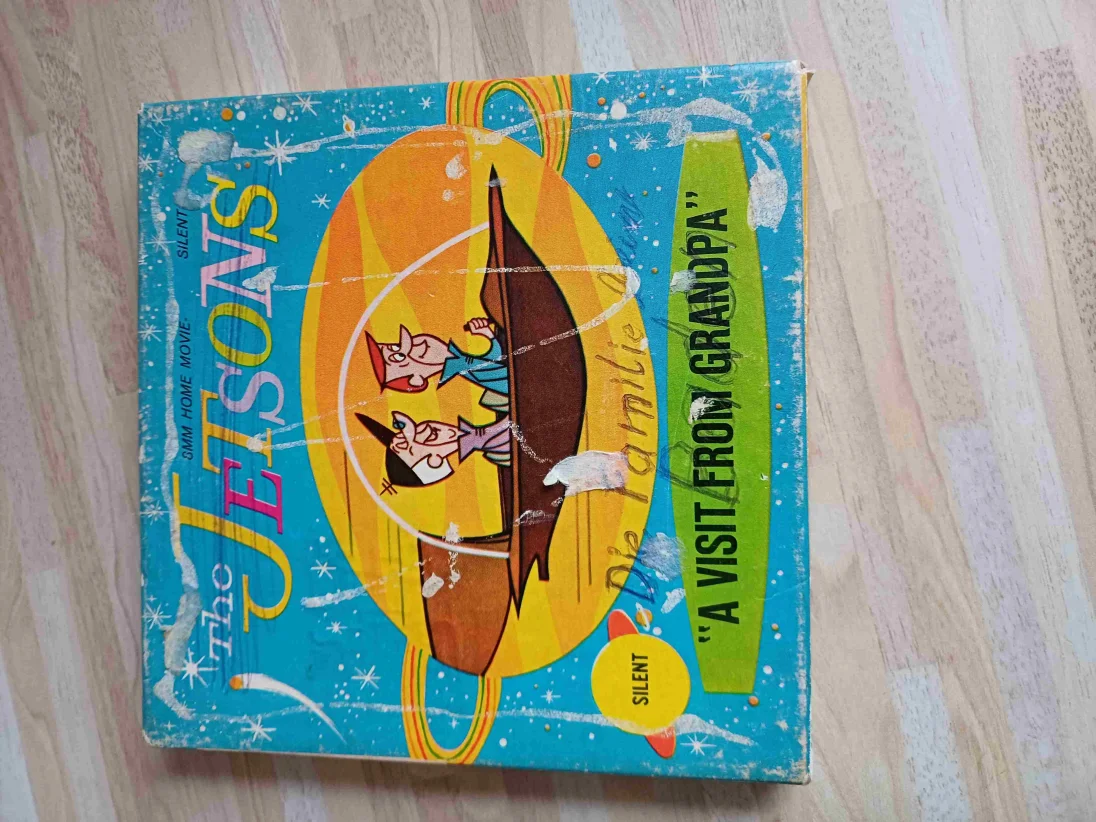 8MM HOME MOVIE- SILENT
The
JETSONS
Die Familie
SILENT
"A VISIT FROM GRANDPA"